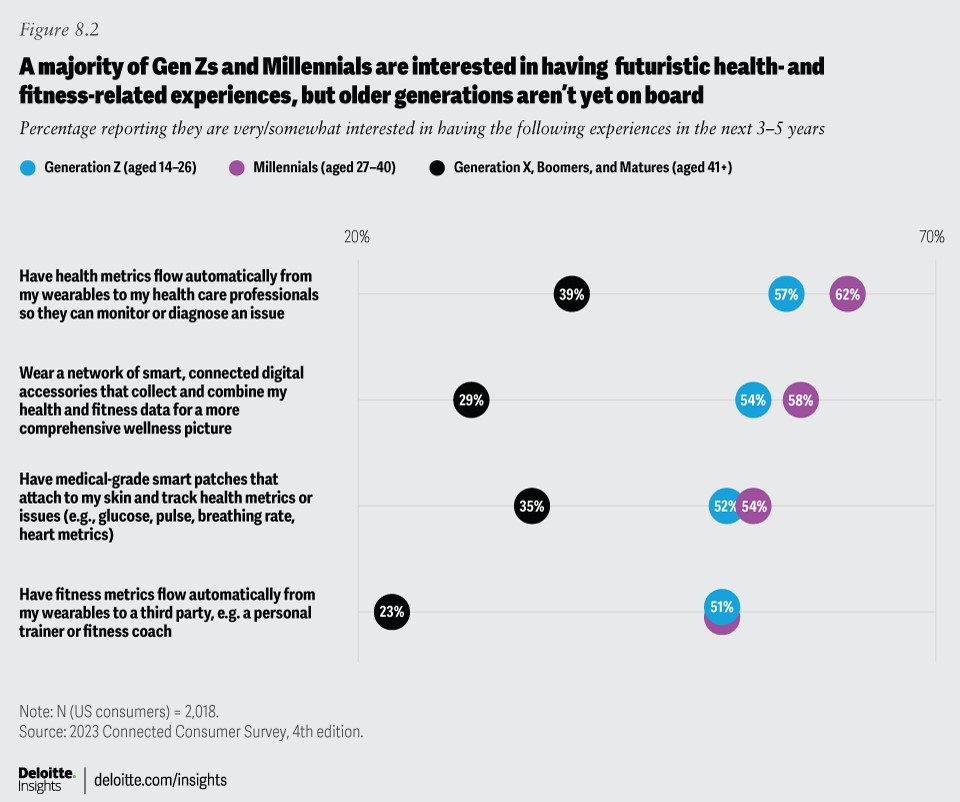 Figure 8.2
A majority of Gen Zs and Millennials are interested in having futuristic health- and
fitness-related experiences, but older generations aren't yet on board
Percentage reporting they are very/somewhat interested in having the following experiences in the next 3–5 years
Generation Z (aged 14–26) Millennials (aged 27–40) Generation X, Boomers, and Matures (aged 41+)
20% 70%
Have health metrics flow automatically from
my wearables to my health care professionals
so they can monitor or diagnose an issue
39% 57% 62%
Wear a network of smart, connected digital
accessories that collect and combine my
health and fitness data for a more
comprehensive wellness picture
29% 54% 58%
Have medical-grade smart patches that
attach to my skin and track health metrics or
issues (e.g., glucose, pulse, breathing rate,
heart metrics)
35% 52% 54%
Have fitness metrics flow automatically from
my wearables to a third party, e.g. a personal
trainer or fitness coach
23% 51%
Note: N (US consumers) = 2,018.
Source: 2023 Connected Consumer Survey, 4th edition.
Deloitte.
Insights
deloitte.com/insights